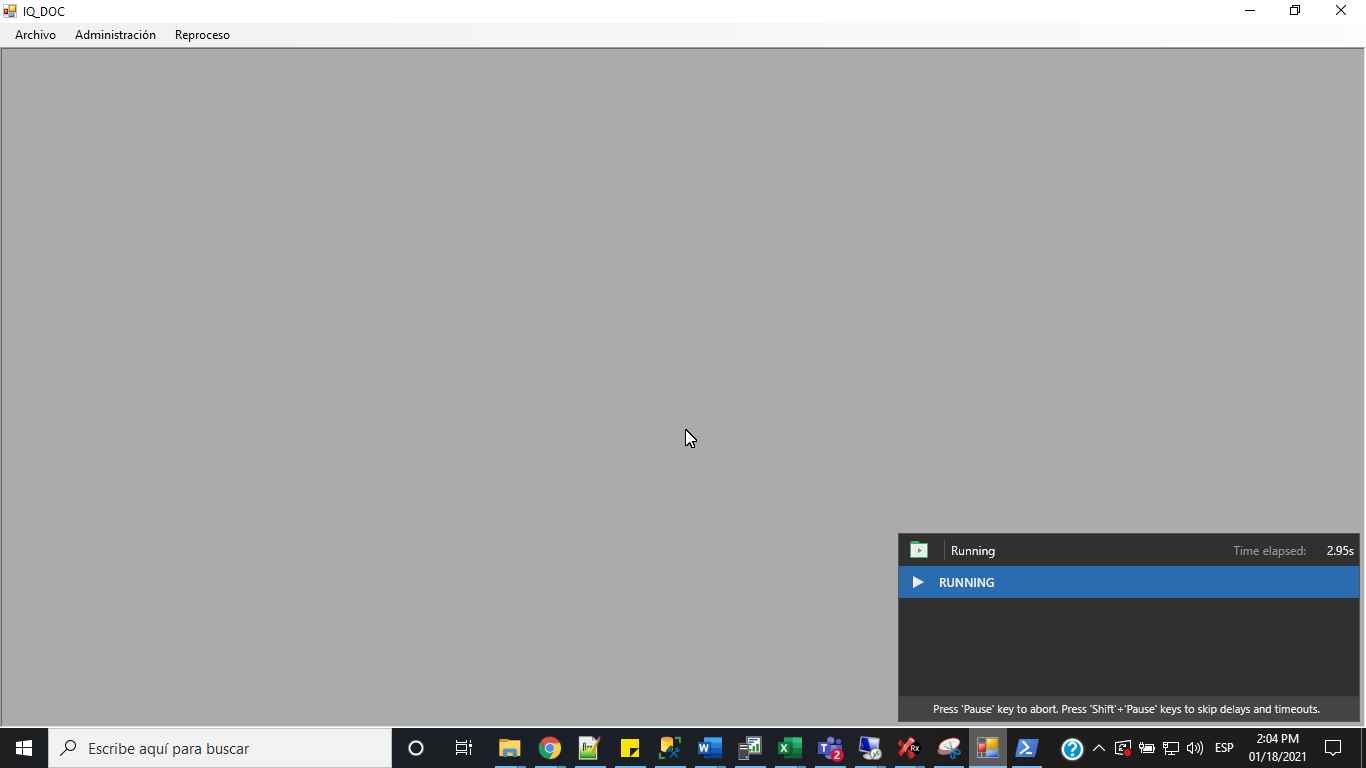 IQ_DOC
Archivo Administración Reproceso
Running Time elapsed: 2.95s
RUNNING
Press 'Pause' key to abort. Press 'Shift'+'Pause' keys to skip delays and timeouts.
Escribe aquí para buscar
2
Rx
ESP
2:04 PM
01/18/2021